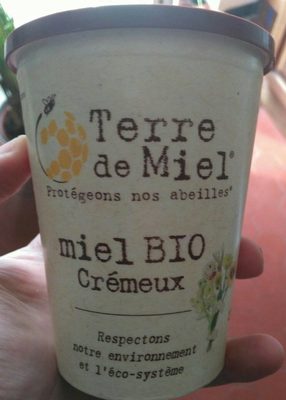 Terre
de Miel®
Protégeons nos abeilles*
miel BIO
Crémeux
Respectons
notre environnement
et l'éco-système